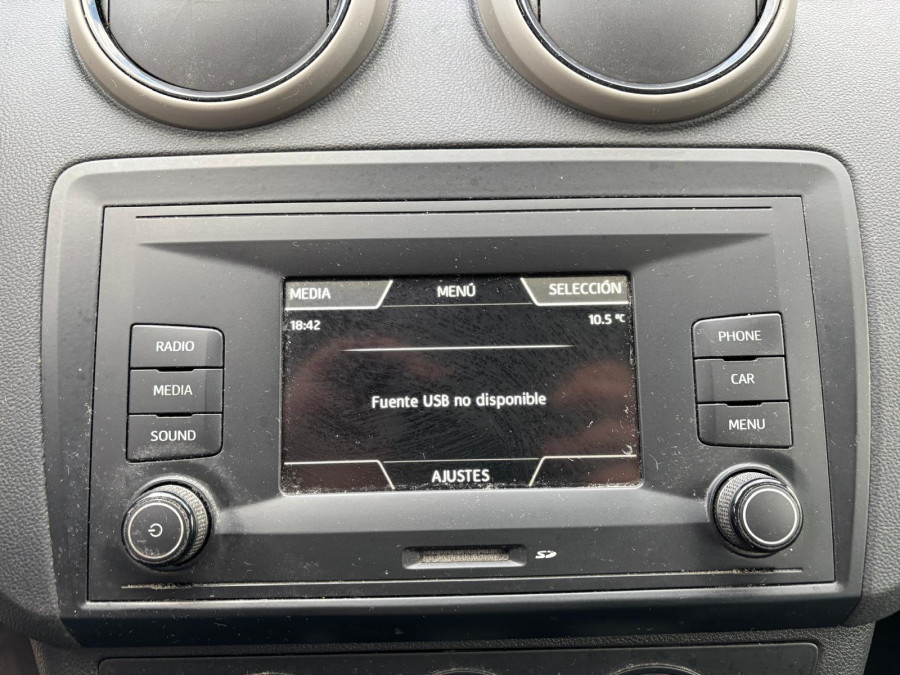 MEDIA MENÚ SELECCIÓN
18:42 10.5 °C
Fuente USB no disponible
AJUSTES
RADIO
MEDIA
SOUND
PHONE
CAR
MENU
SD